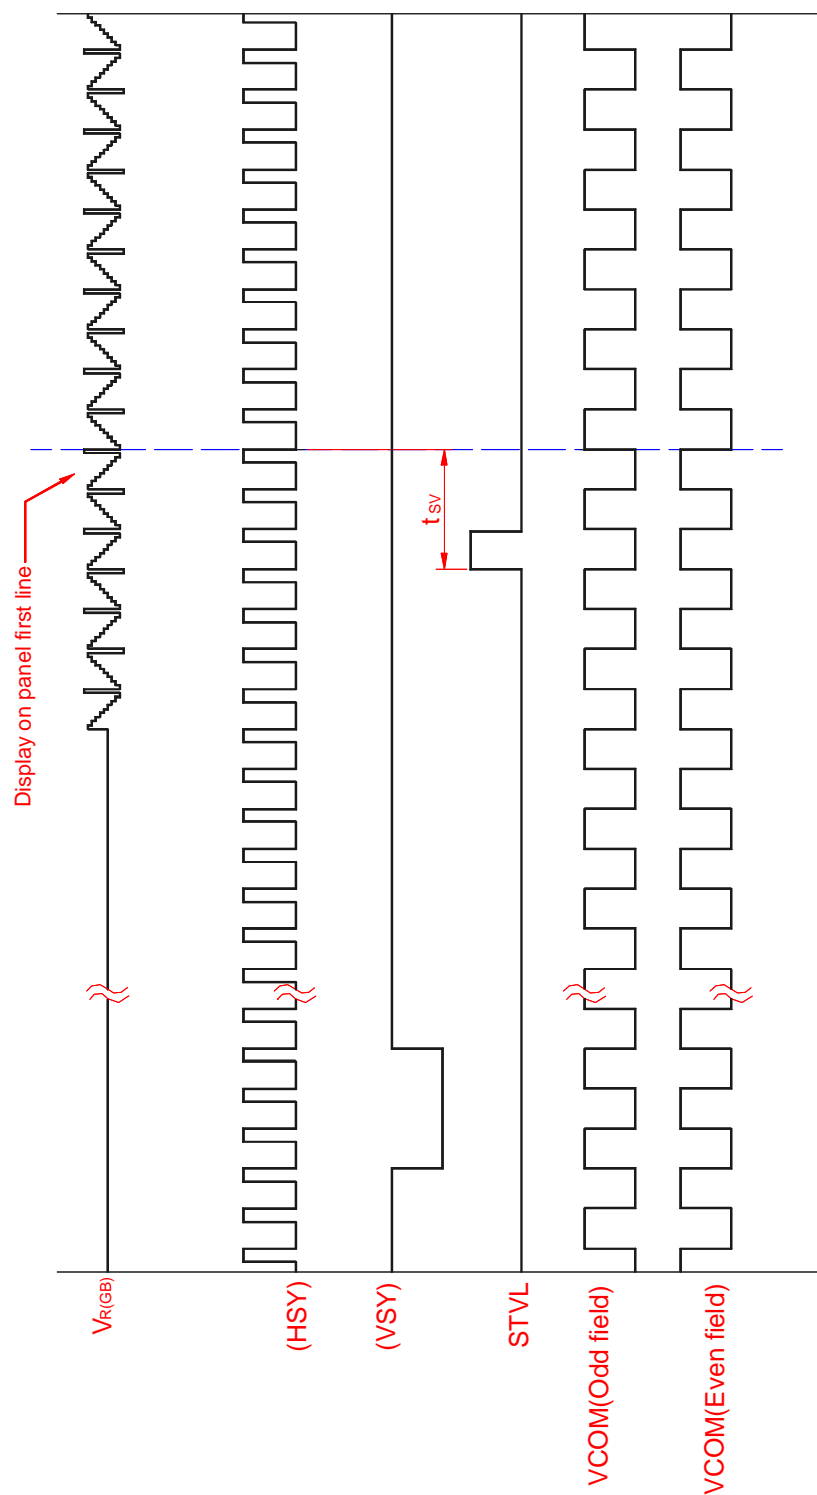 Display on panel first line
tSV
VR(GB)
(HSY)
(VSY)
STVL
VCOM(Odd field)
VCOM(Even field)